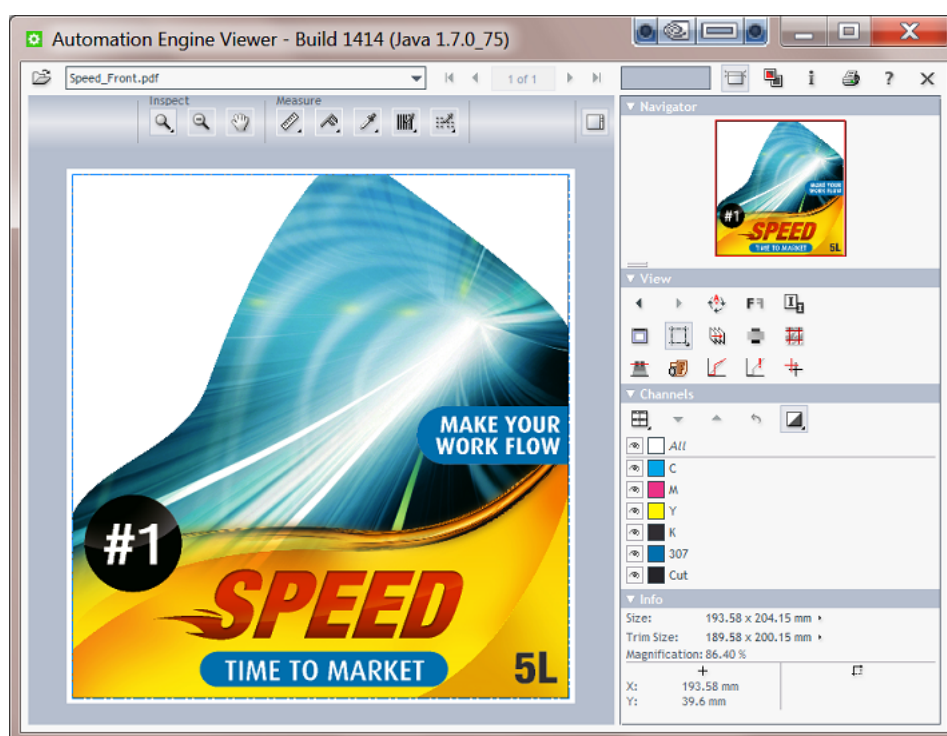 Automation Engine Viewer - Build 1414 (Java 1.7.0_75)
Speed_Front.pdf
1 of 1
Inspect
Measure
MAKE YOUR
WORK FLOW
#1
SPEED
TIME TO MARKET
5L
Navigator
MAKE YOUR
WORK FLOW
#1
SPEED
TIME TO MARKET
5L
View
Channels
All
C
M
Y
K
307
Cut
Info
Size: 193.58 x 204.15 mm
Trim Size: 189.58 x 200.15 mm
Magnification: 86.40 %
X: 193.58 mm
Y: 39.6 mm